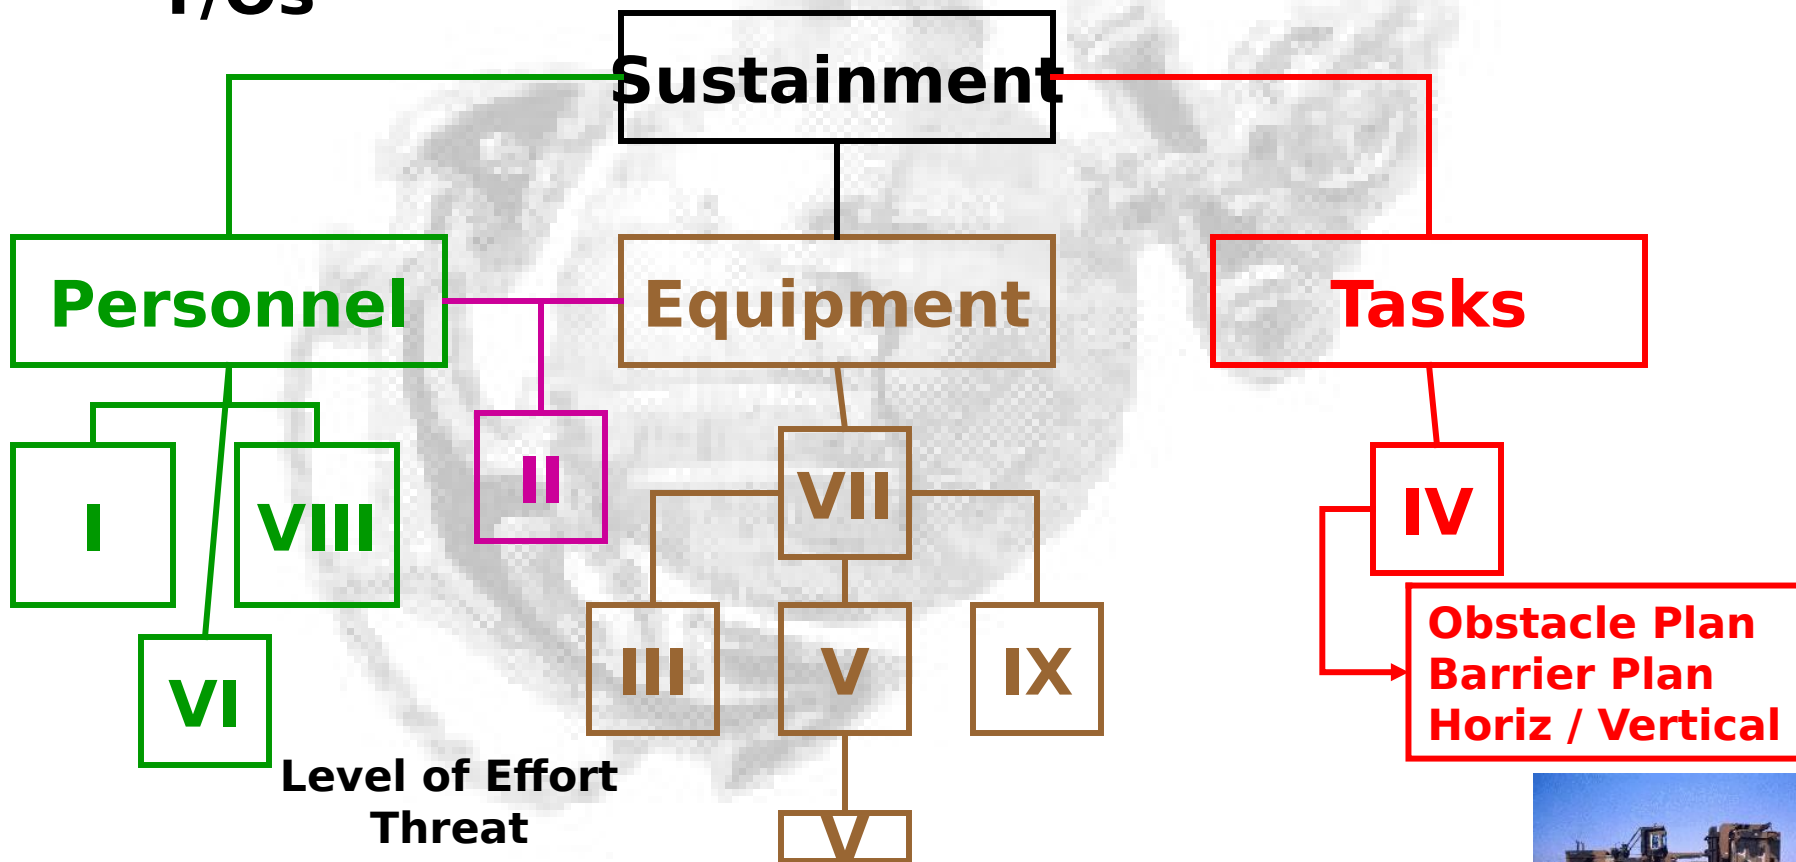 T/Os
Sustainment
Personnel
Equipment
Tasks
I
VIII
II
VII
IV
VI
III
V
IX
Obstacle Plan
Barrier Plan
Horiz / Vertical
Level of Effort
Threat
V